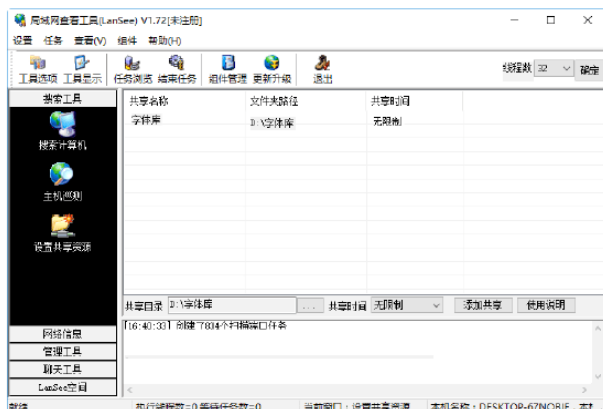 局域网查看工具(LanSee) V1.72[未注册]
设置 任务 查看(V) 组件 帮助(H)
工具选项 工具显示 任务浏览 结束任务 组件管理 更新升级 退出 线程数 32 确定
搜索工具
共享名称 文件夹路径 共享时间
字体库 D:\字体库 无限制
搜索计算机
主机巡测
设置共享资源
共享目录 D:\字体库 ... 共享时间 无限制 添加共享 使用说明
[16:40:33] 创建了834个扫描端口任务
网络信息
管理工具
聊天工具
LanSee空间
就绪 执行线程数=0 等待任务数=0 当前窗口：设置共享资源 本机名称：DESKTOP-67NORIF